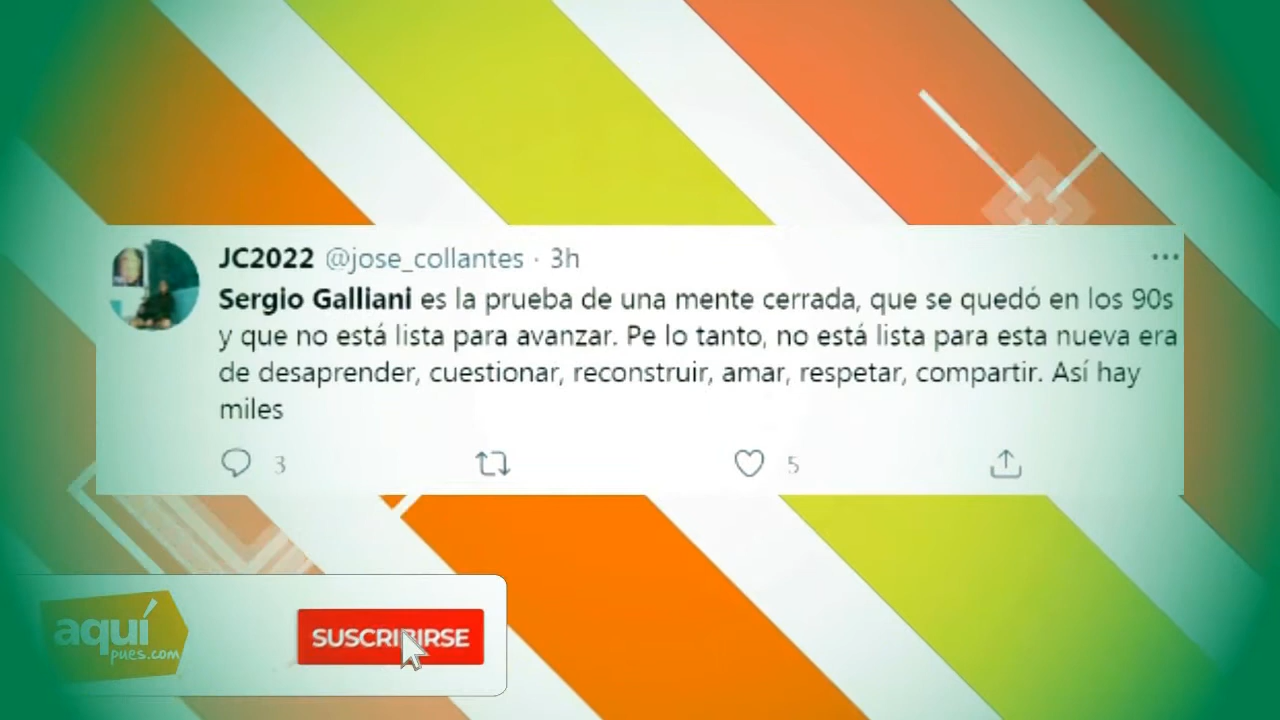 JC2022 @jose_collantes · 3h
Sergio Galliani es la prueba de una mente cerrada, que se quedó en los 90s
y que no está lista para avanzar. Pe lo tanto, no está lista para esta nueva era
de desaprender, cuestionar, reconstruir, amar, respetar, compartir. Así hay
miles
3 5
aquí
pues.com
SUSCRIBIRSE